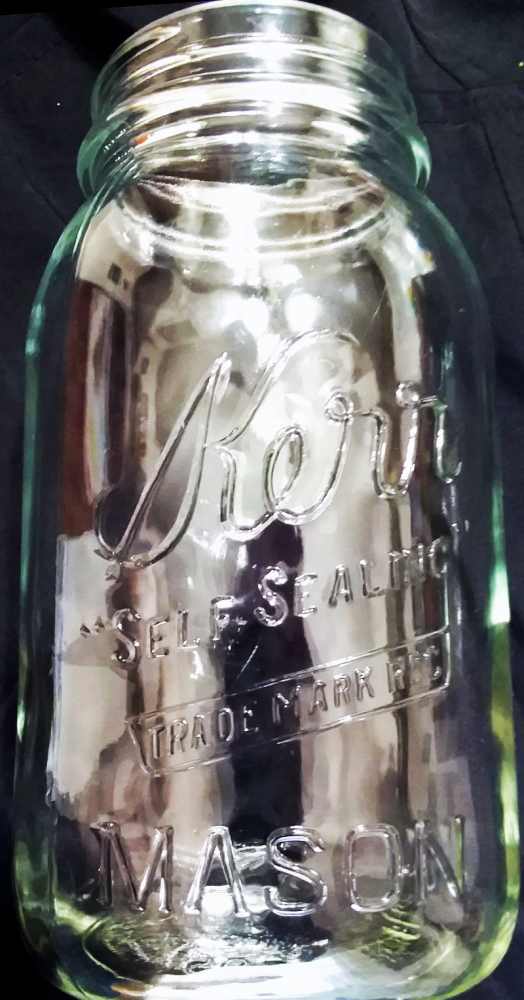 Kerr
"SELF-SEALING"
TRADE MARK REG
MASON